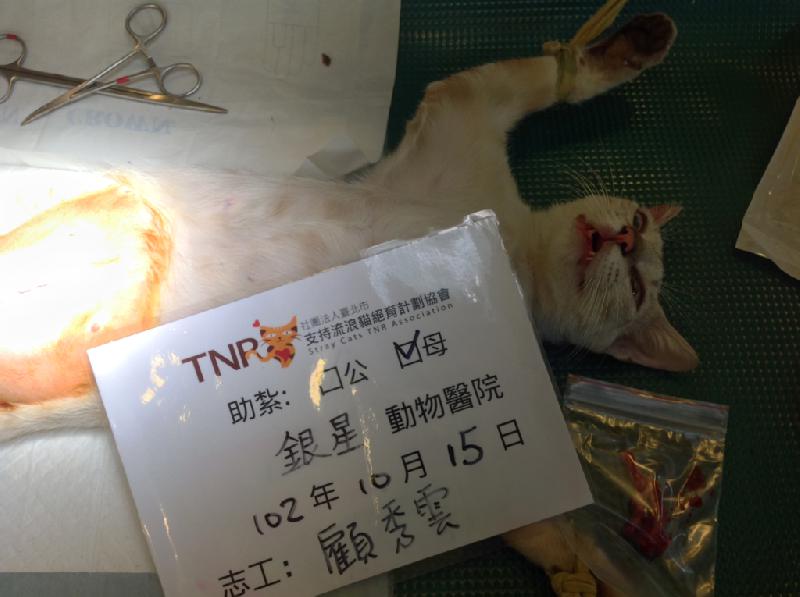 TNR 社團法人臺北市
支持流浪貓絕育計劃協會
Stray Cats TNR Association
助紮: 口公 ☑母
銀星 動物醫院
102年 10月 15日
志工: 顧秀雲